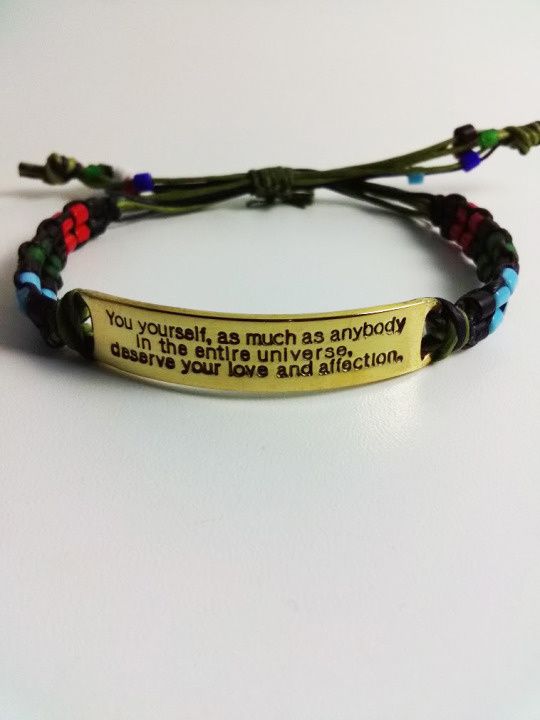 You yourself, as much as anybody
in the entire universe,
deserve your love and affection,